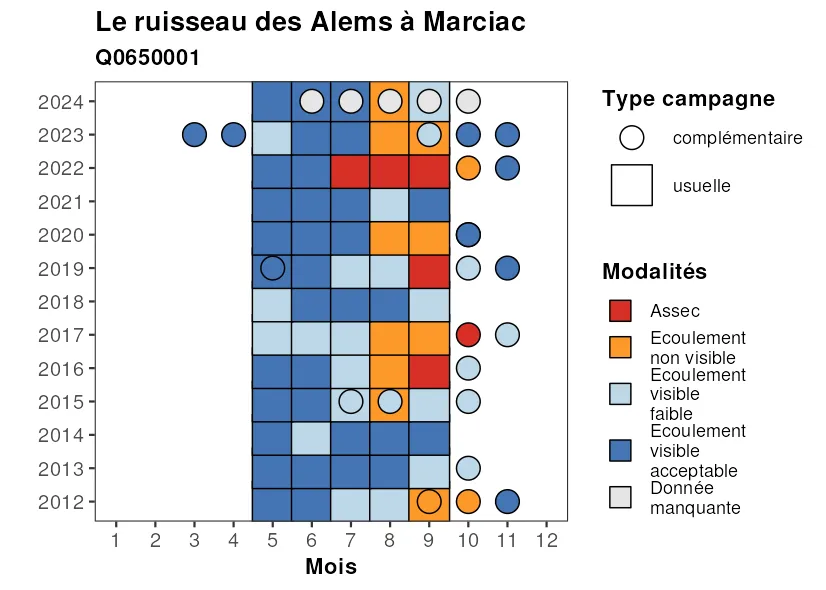 Le ruisseau des Alems à Marciac
Q0650001
2024
2023
2022
2021
2020
2019
2018
2017
2016
2015
2014
2013
2012
1 2 3 4 5 6 7 8 9 10 11 12
Mois
Type campagne
complémentaire
usuelle
Modalités
Assec
Ecoulement
non visible
Ecoulement
visible
faible
Ecoulement
visible
acceptable
Donnée
manquante